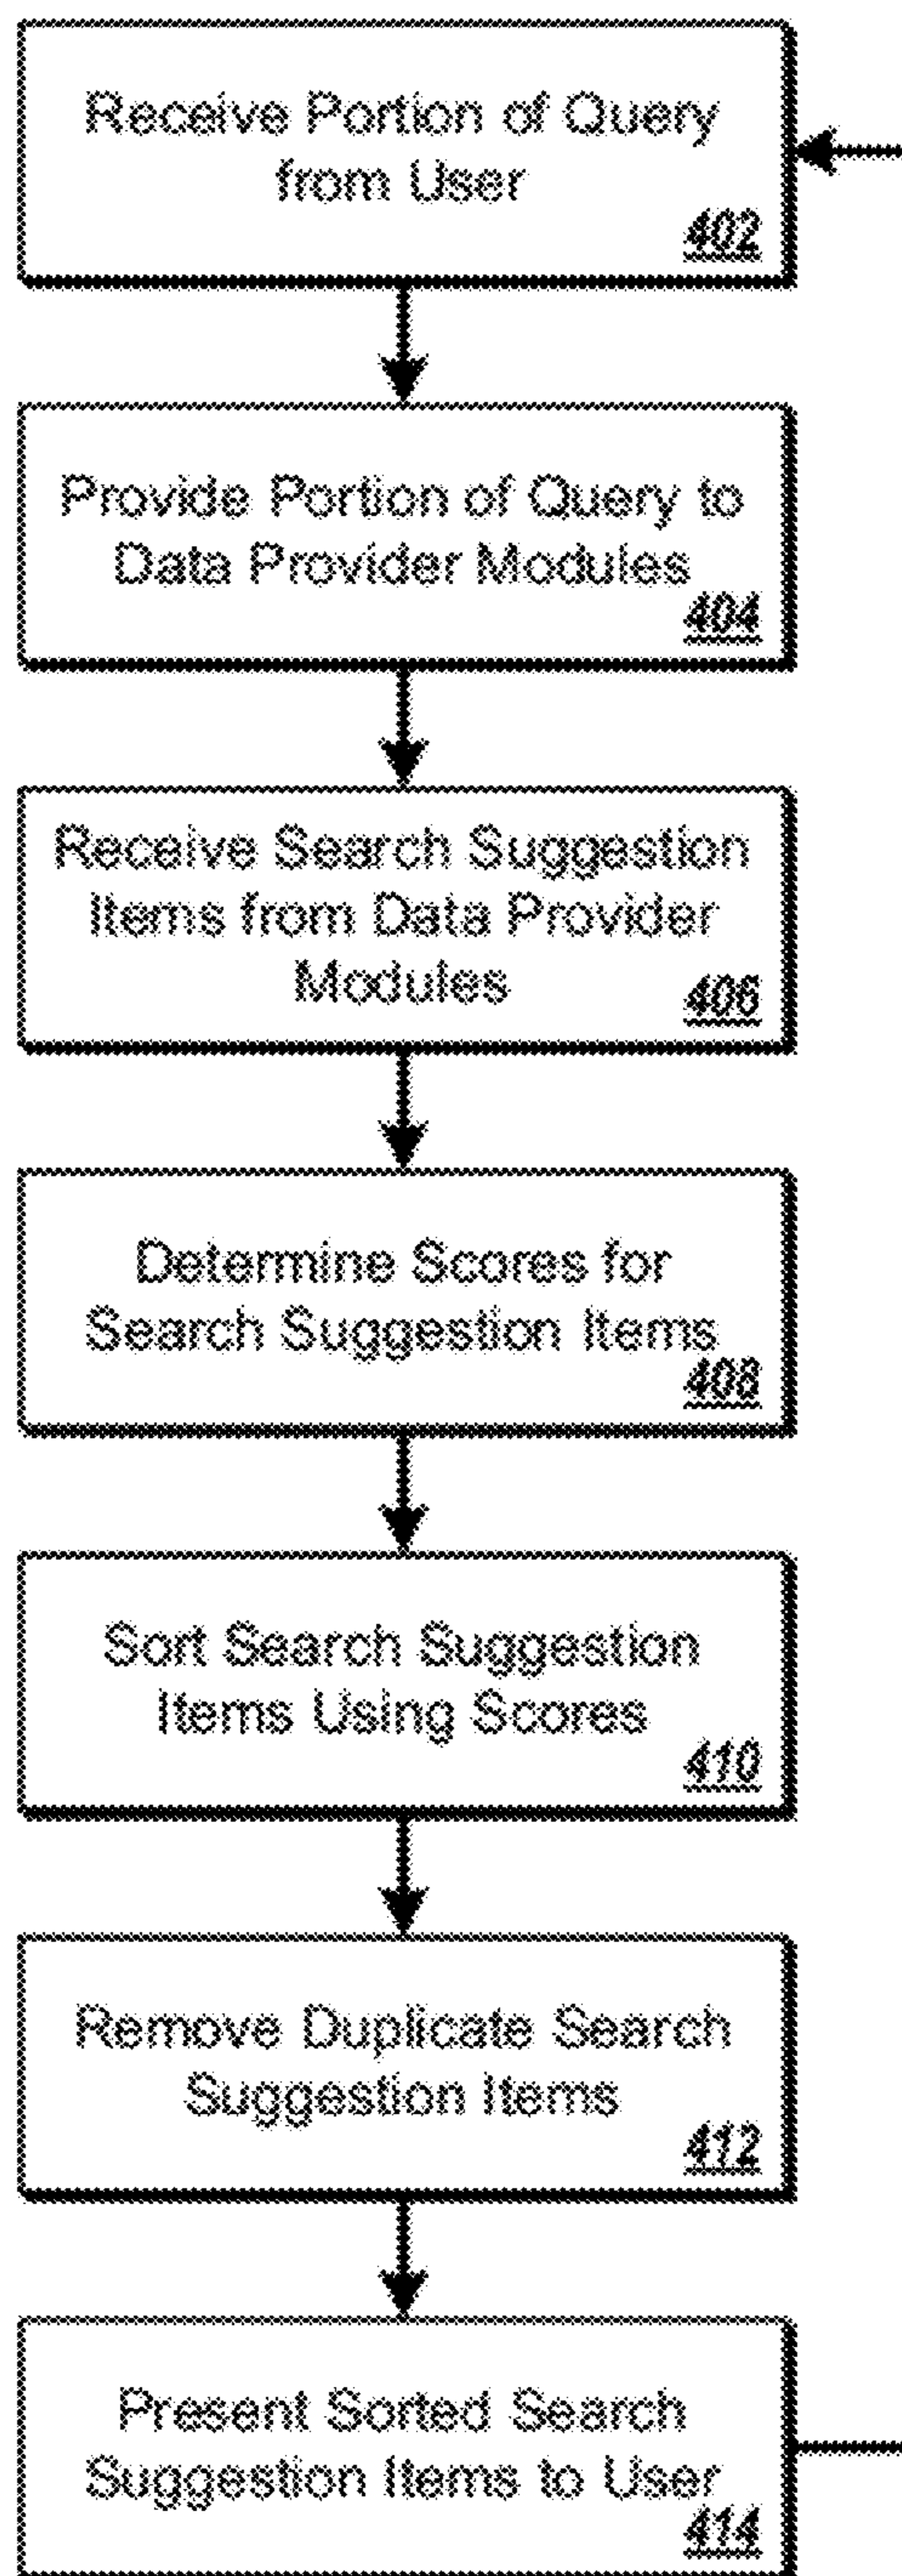 Receive Portion of Query
from User
402
Provide Portion of Query to
Data Provider Modules
404
Receive Search Suggestion
Items from Data Provider
Modules
406
Determine Scores for
Search Suggestion Items
408
Sort Search Suggestion
Items Using Scores
410
Remove Duplicate Search
Suggestion Items
412
Present Sorted Search
Suggestion Items to User
414